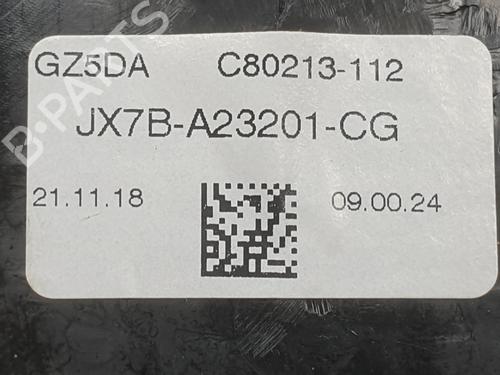 GZ5DA C80213-112
JX7B-A23201-CG
21.11.18 09.00.24
B-PARTS